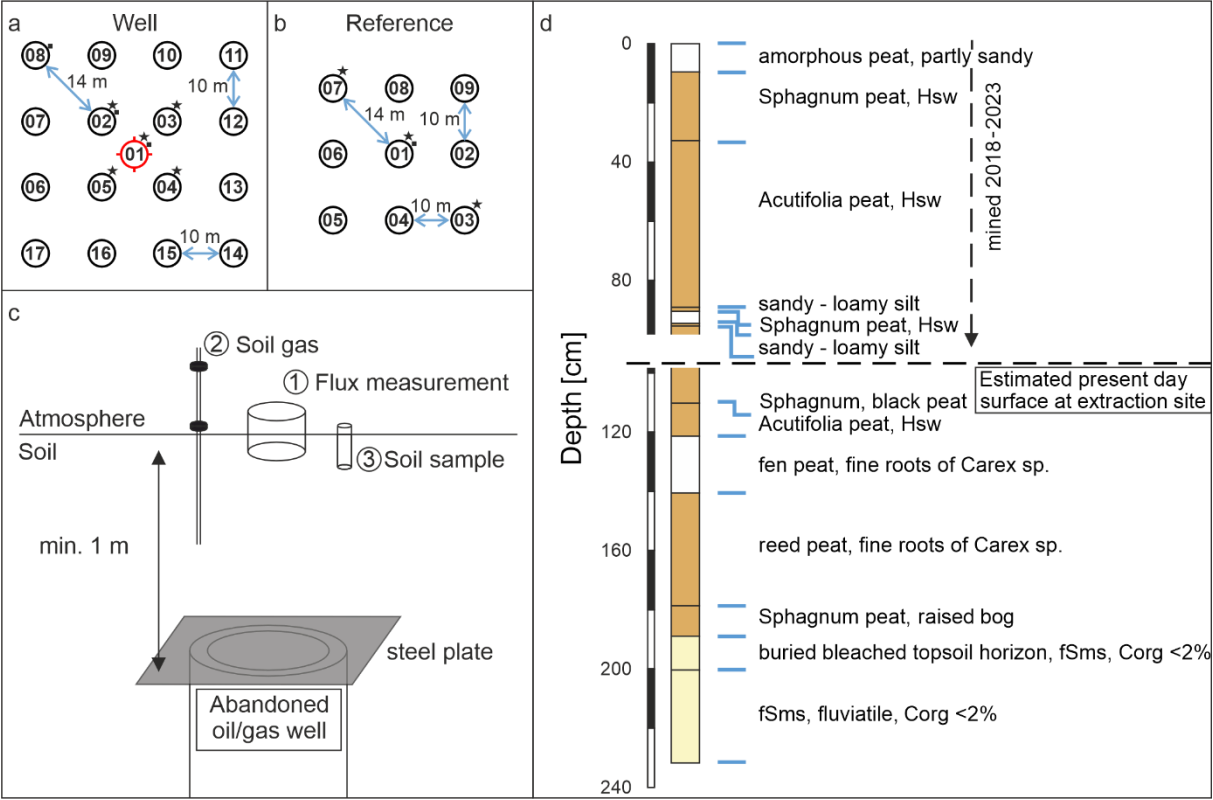 a
Well
08
09
10
11
14 m
10 m
07
02
03
12
01
06
05
04
13
10 m
17
16
15
14
b
Reference
07
08
09
14 m
10 m
06
01
02
10 m
05
04
03
c
② Soil gas
① Flux measurement
Atmosphere
Soil
③ Soil sample
min. 1 m
steel plate
Abandoned
oil/gas well
d
Depth [cm]
0
40
80
120
160
200
240
amorphous peat, partly sandy
Sphagnum peat, Hsw
Acutifolia peat, Hsw
mined 2018-2023
sandy - loamy silt
Sphagnum peat, Hsw
sandy - loamy silt
Estimated present day
surface at extraction site
Sphagnum, black peat
Acutifolia peat, Hsw
fen peat, fine roots of Carex sp.
reed peat, fine roots of Carex sp.
Sphagnum peat, raised bog
buried bleached topsoil horizon, fSms, Corg <2%
fSms, fluviatile, Corg <2%